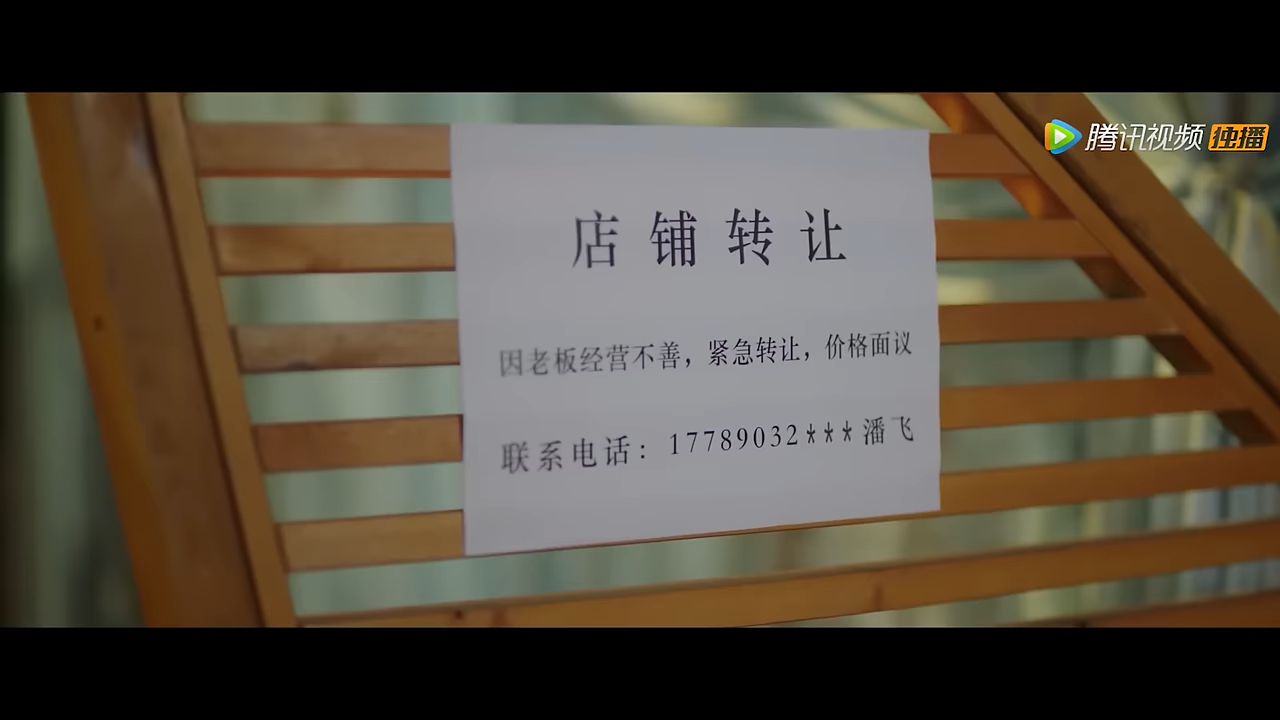 腾讯视频 独播
店铺转让
因老板经营不善，紧急转让，价格面议
联系电话：17789032***潘飞